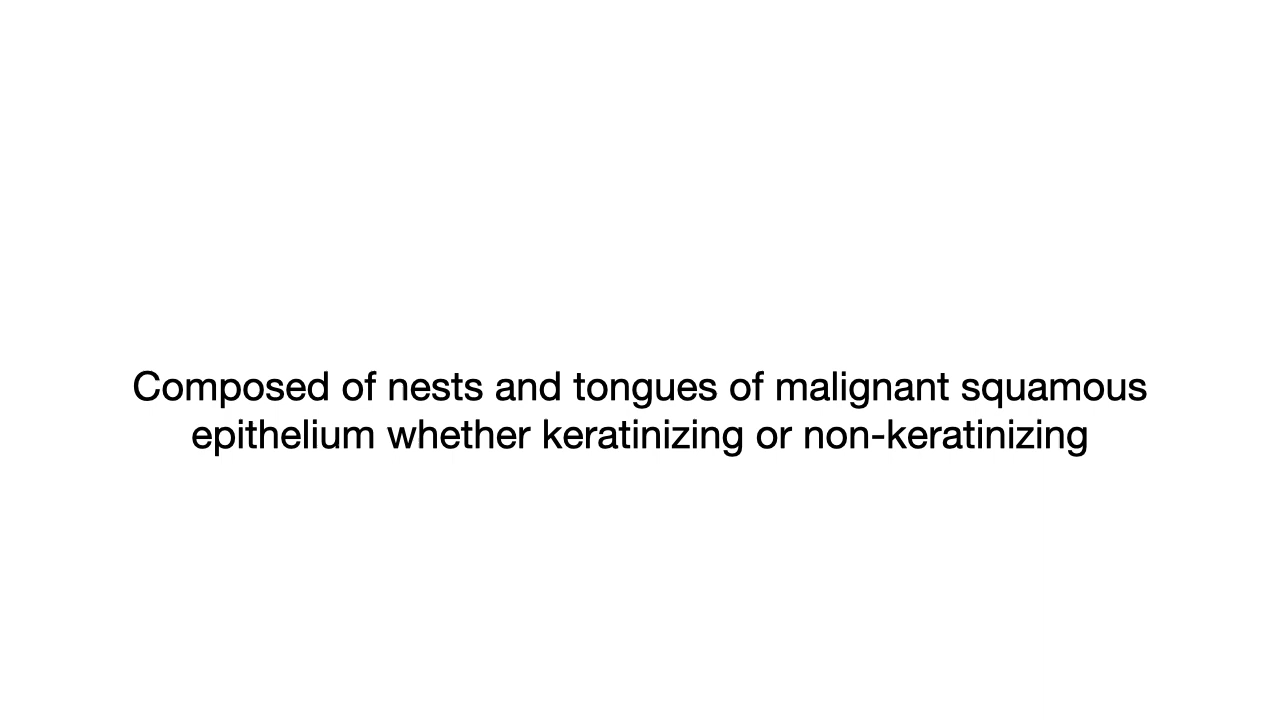 Composed of nests and tongues of malignant squamous
epithelium whether keratinizing or non-keratinizing